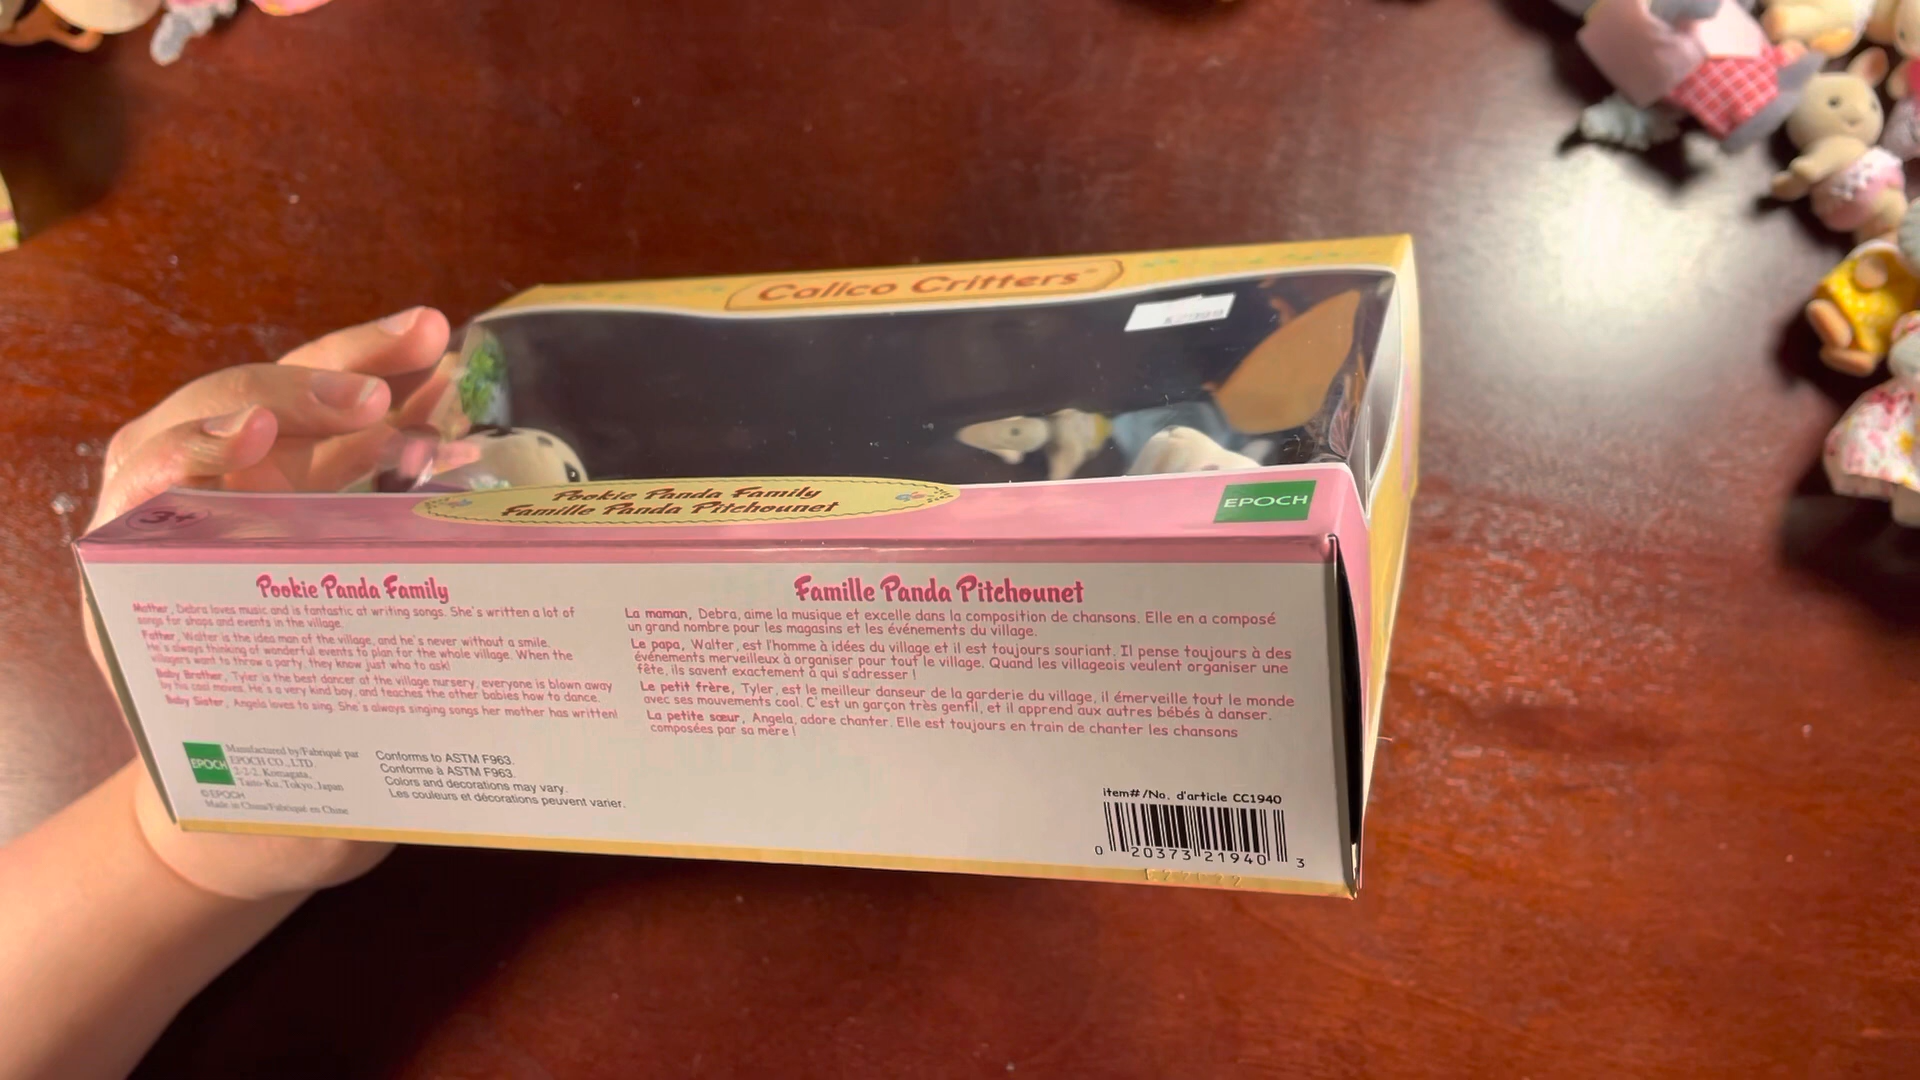 Calico Critters
Pookie Panda Family
Famille Panda Pitchounet
EPOCH
3+
Pookie Panda Family
Mother, Debra loves music and is fantastic at writing songs. She's written a lot of
songs for shops and events in the village.
Father, Walter is the idea man of the village, and he's never without a smile.
He's always thinking of wonderful events to plan for the whole village. When the
villagers want to throw a party, they know just who to ask!
Baby Brother, Tyler is the best dancer at the village nursery, everyone is blown away
by his cool moves. He's a very kind boy, and teaches the other babies how to dance.
Baby Sister, Angela loves to sing. She's always singing songs her mother has written!
Famille Panda Pitchounet
La maman, Debra, aime la musique et excelle dans la composition de chansons. Elle en a composé
un grand nombre pour les magasins et les événements du village.
Le papa, Walter, est l'homme à idées du village et il est toujours souriant. Il pense toujours à des
événements merveilleux à organiser pour tout le village. Quand les villageois veulent organiser une
fête, ils savent exactement à qui s'adresser !
Le petit frère, Tyler, est le meilleur danseur de la garderie du village, il émerveille tout le monde
avec ses mouvements cool. C'est un garçon très gentil, et il apprend aux autres bébés à danser.
La petite sœur, Angela, adore chanter. Elle est toujours en train de chanter les chansons
composées par sa mère !
EPOCH
Manufactured by/Fabriqué par
EPOCH CO., LTD.
2-2-2, Komagata,
Taito-Ku, Tokyo, Japan
©EPOCH
Made in China/Fabriqué en Chine
Conforms to ASTM F963.
Conforme à ASTM F963.
Colors and decorations may vary.
Les couleurs et décorations peuvent varier.
item#/No. d'article CC1940
0 20373 21940 3